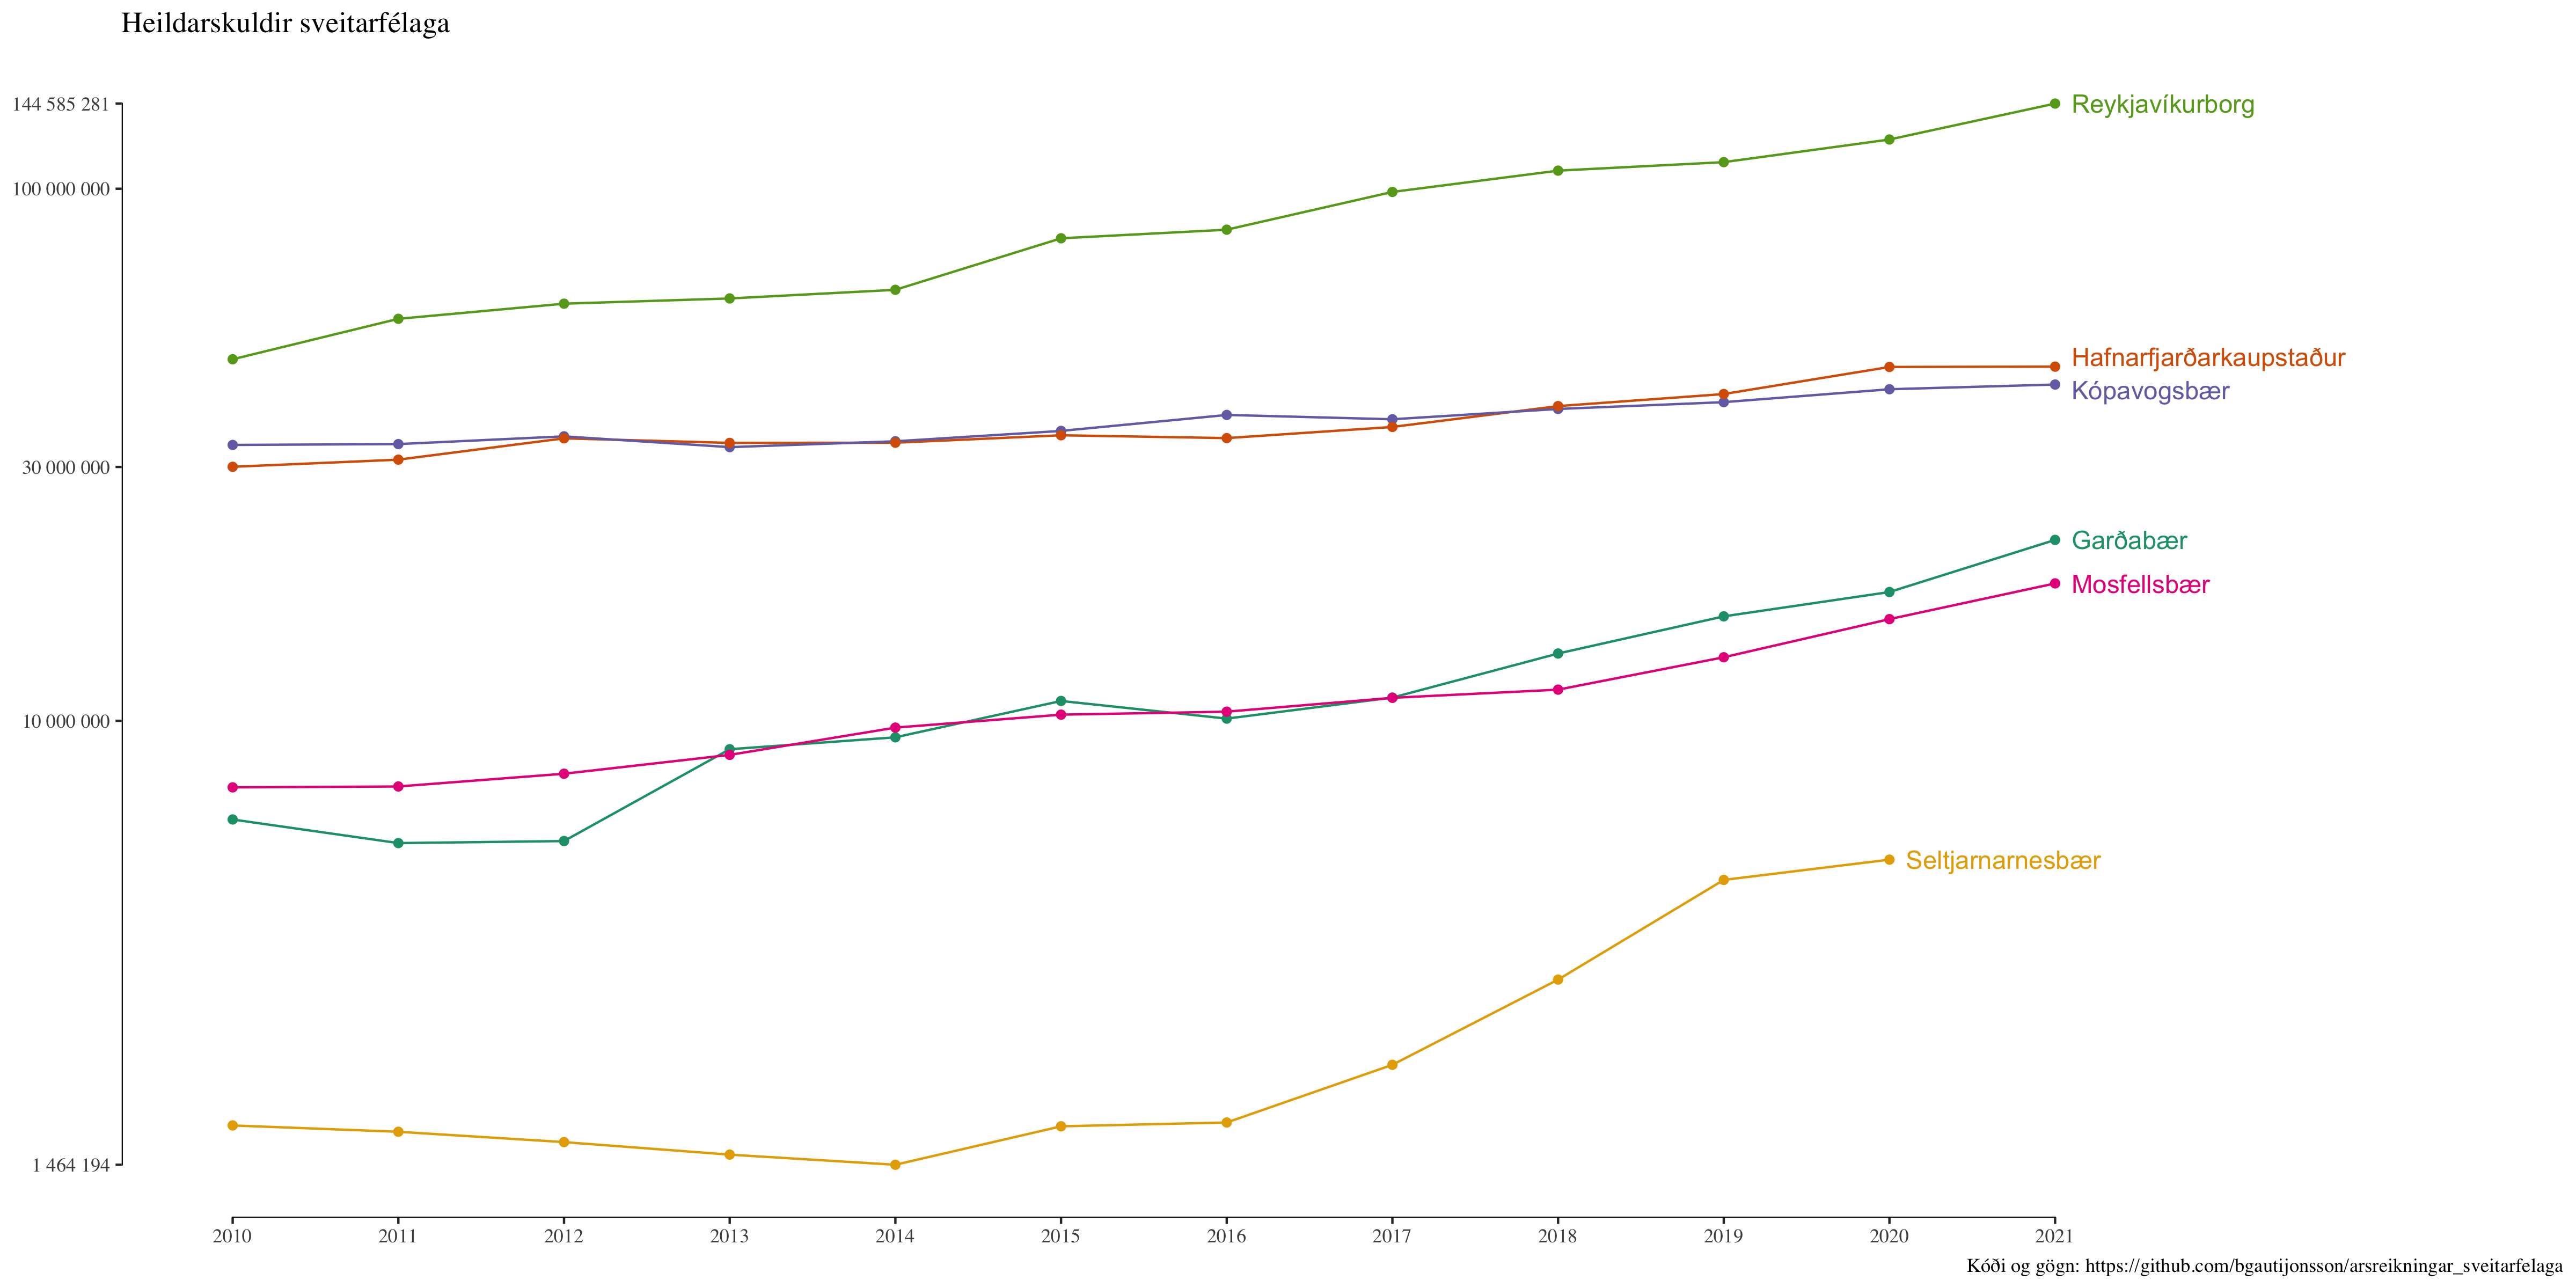 Heildarskuldir sveitarfélaga
144 585 281
100 000 000
30 000 000
10 000 000
1 464 194
Reykjavíkurborg
Hafnarfjarðarkaupstaður
Kópavogsbær
Garðabær
Mosfellsbær
Seltjarnarnesbær
2010 2011 2012 2013 2014 2015 2016 2017 2018 2019 2020 2021
Kóði og gögn: https://github.com/bgautijonsson/arsreikningar_sveitarfelaga